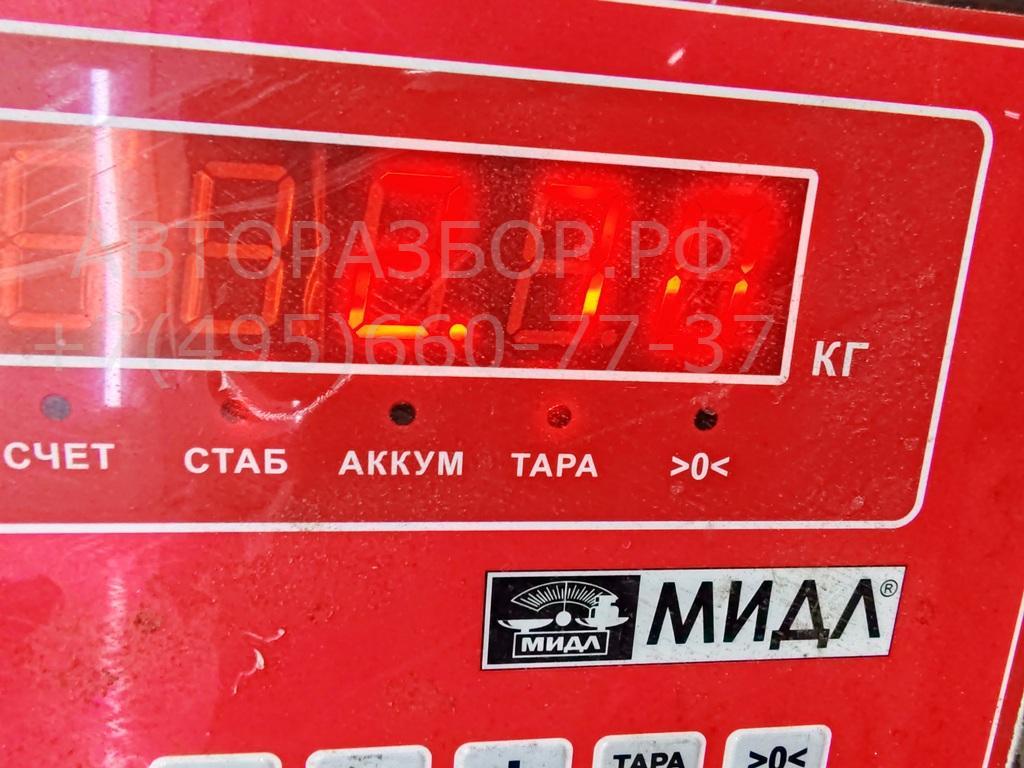 АВТОРАЗБОР.РФ
+7(495)660-77-37
КГ
СЧЕТ СТАБ АККУМ ТАРА >0<
МИДЛ МИДЛ®
ТАРА >0<